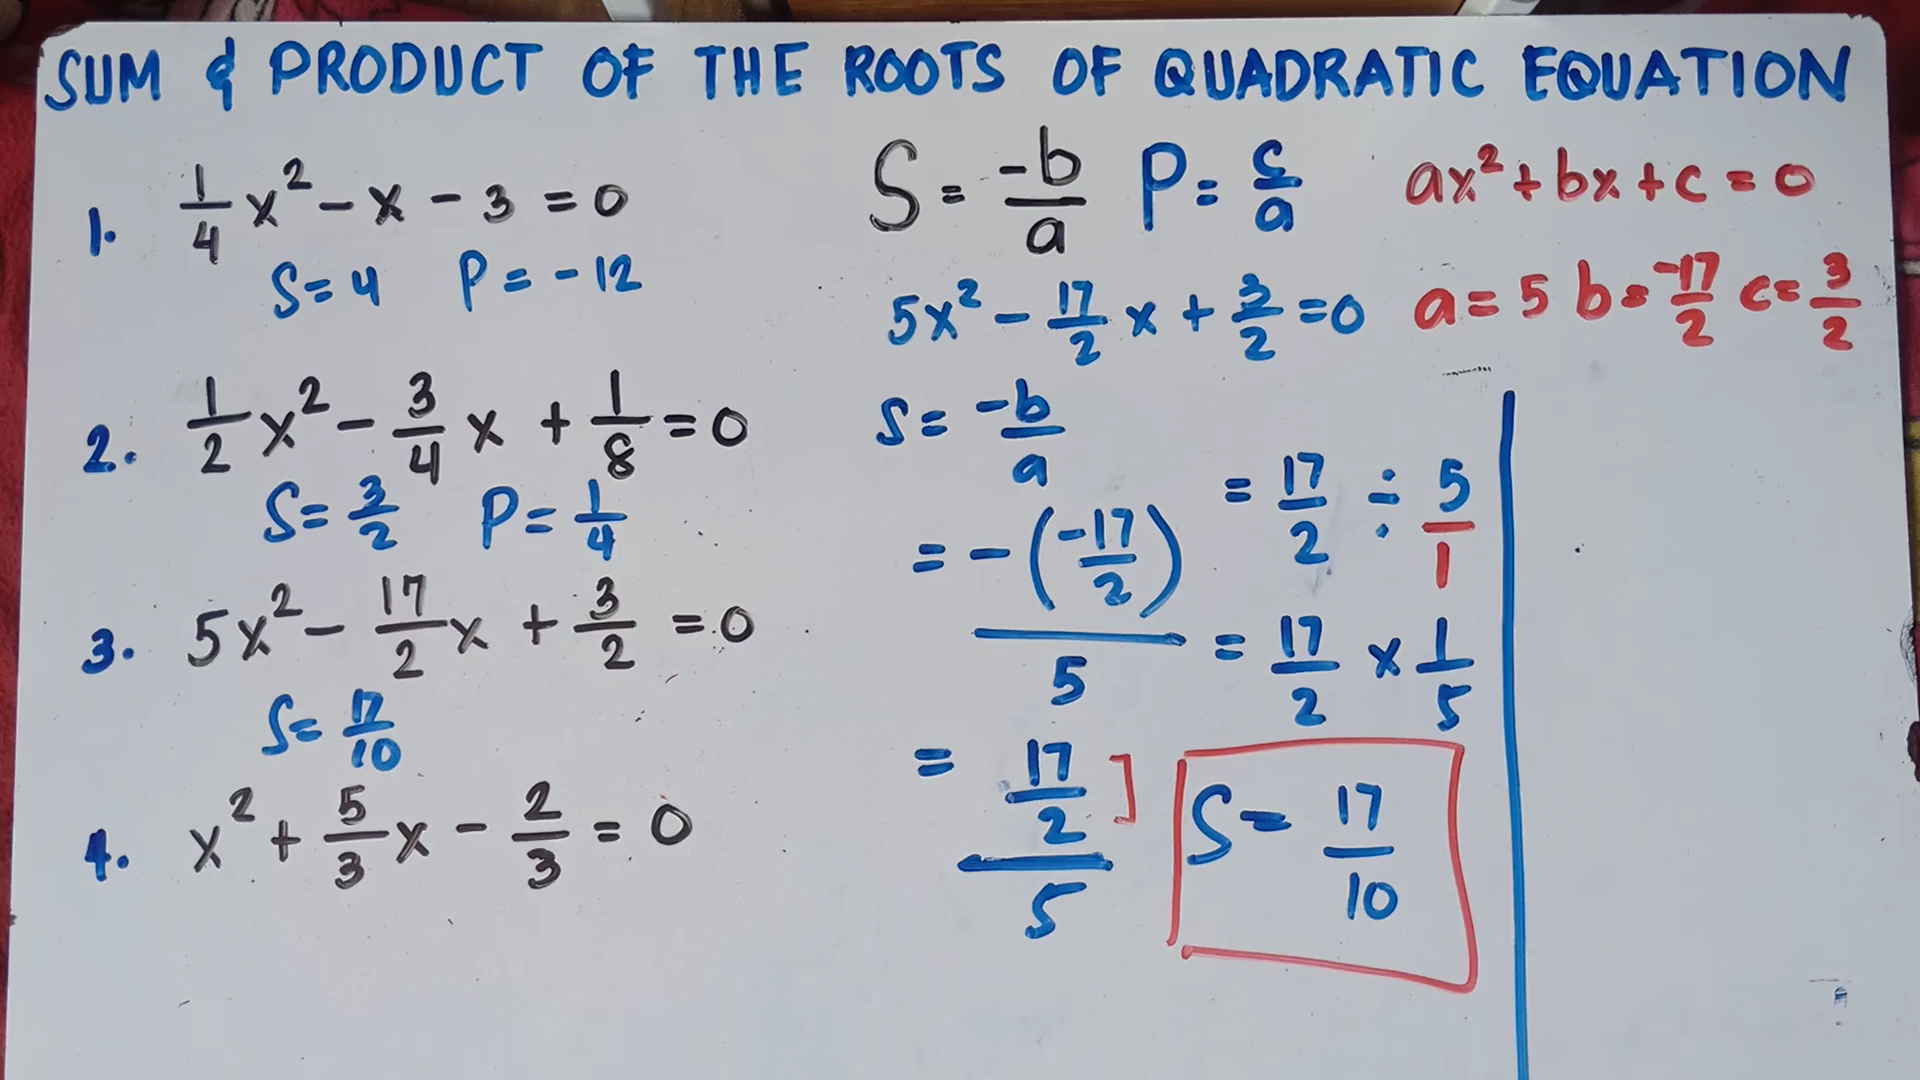 SUM & PRODUCT OF THE ROOTS OF QUADRATIC EQUATION
1. 1/4 x² - x - 3 = 0
S = 4 P = -12
2. 1/2 x² - 3/4 x + 1/8 = 0
S = 3/2 P = 1/4
3. 5x² - 17/2 x + 3/2 = 0
S = 17/10
4. x² + 5/3 x - 2/3 = 0
S = -b/a P = c/a ax² + bx + c = 0
5x² - 17/2 x + 3/2 = 0 a = 5 b = -17/2 c = 3/2
S = -b/a
= -(-17/2) / 5
= 17/2 / 5 ]
= 17/2 ÷ 5/1
= 17/2 x 1/5
S = 17/10